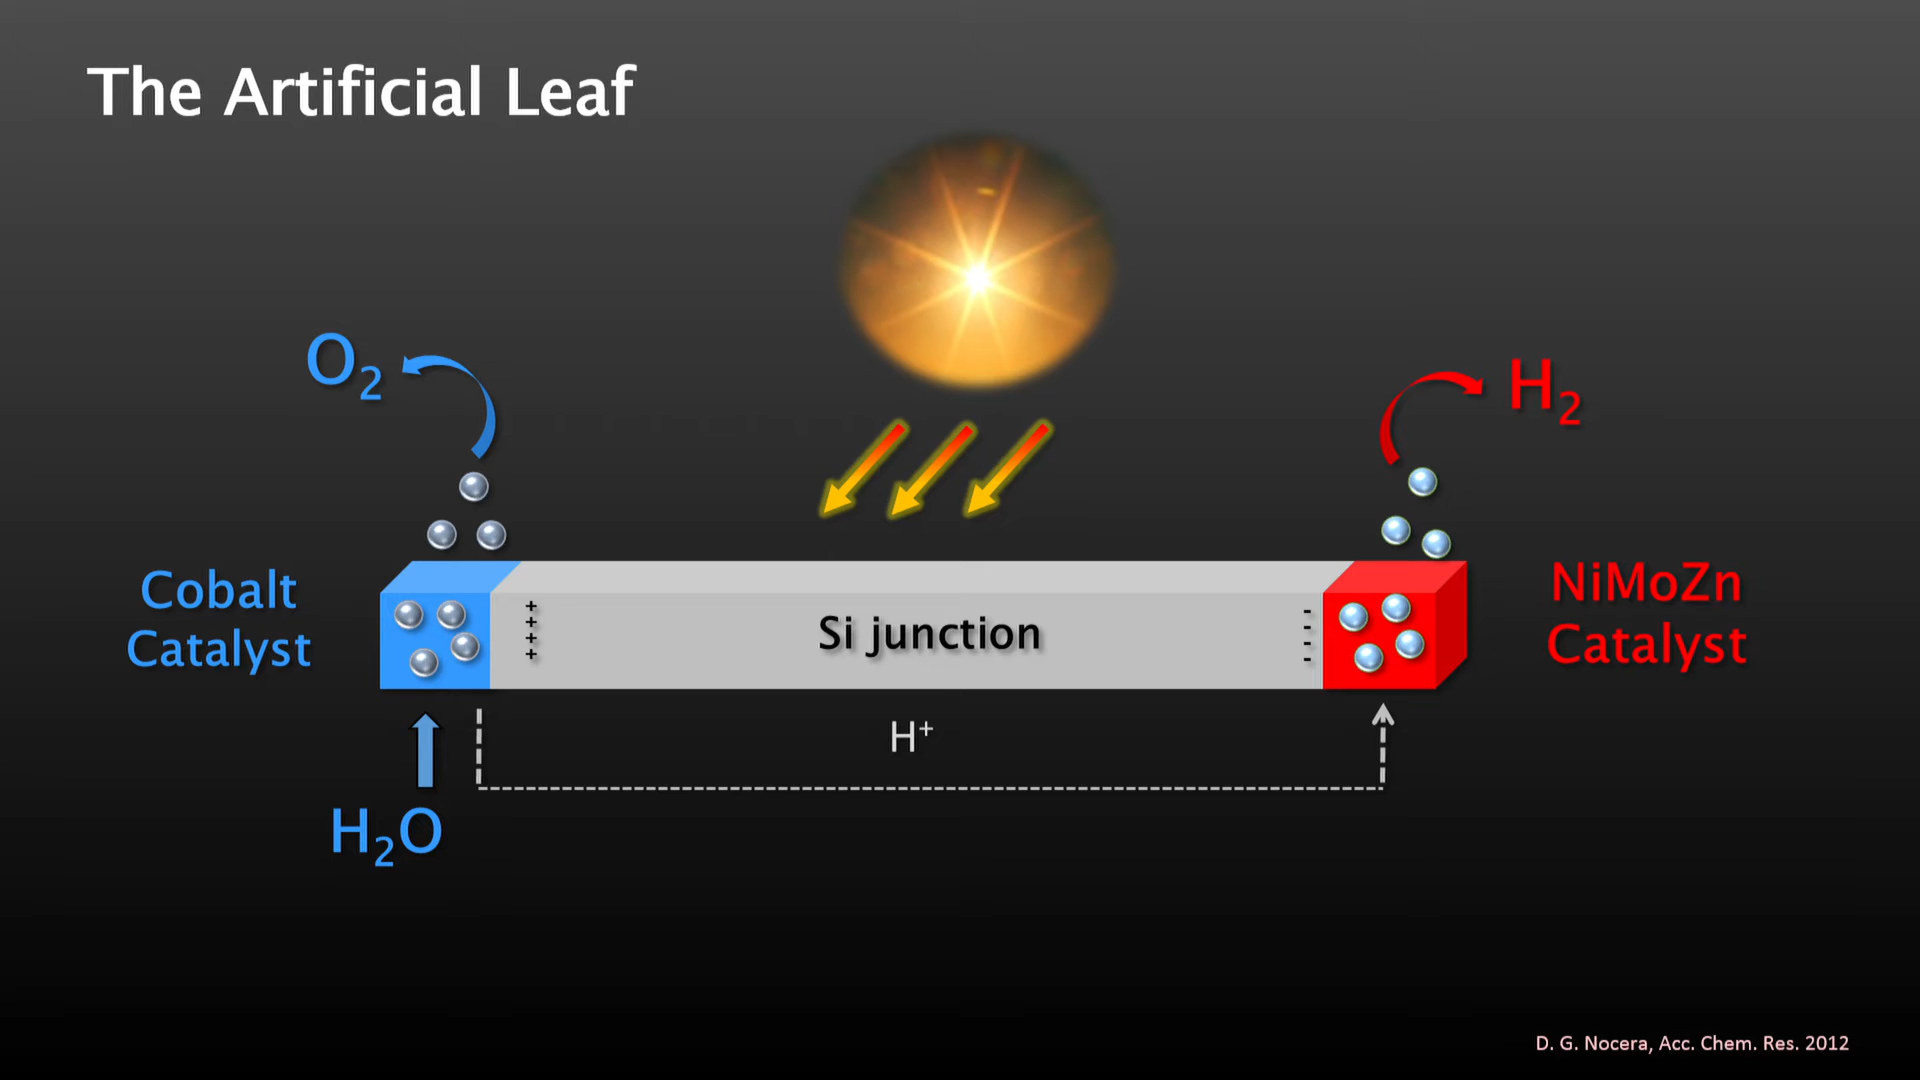 The Artificial Leaf
O₂
H₂
Cobalt
Catalyst
++++
Si junction
----
NiMoZn
Catalyst
H⁺
H₂O
D. G. Nocera, Acc. Chem. Res. 2012